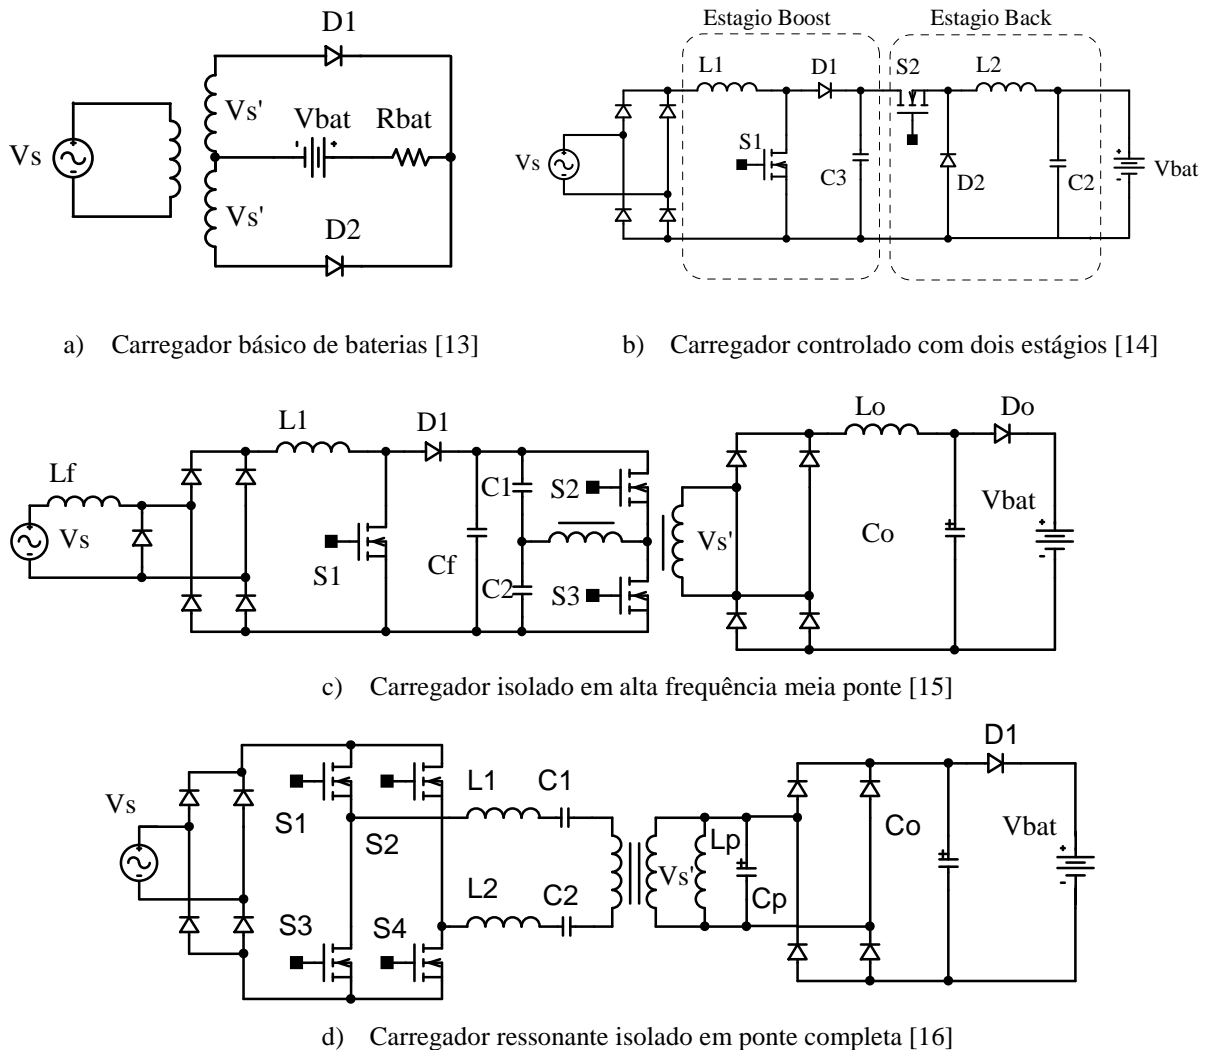 D1
Vs'
Vbat
Rbat
Vs
Vs'
D2
Estagio Boost
Estagio Back
L1
D1
S2
L2
S1
Vs
C3
D2
C2
Vbat
a) Carregador básico de baterias [13]
b) Carregador controlado com dois estágios [14]
L1
D1
Lo
Do
Lf
C1
S2
Vbat
Vs
Vs'
Co
S1
Cf
C2
S3
c) Carregador isolado em alta frequência meia ponte [15]
D1
Vs
L1
C1
S1
S2
Lp
Co
Vbat
Vs'
L2
C2
Cp
S3
S4
d) Carregador ressonante isolado em ponte completa [16]